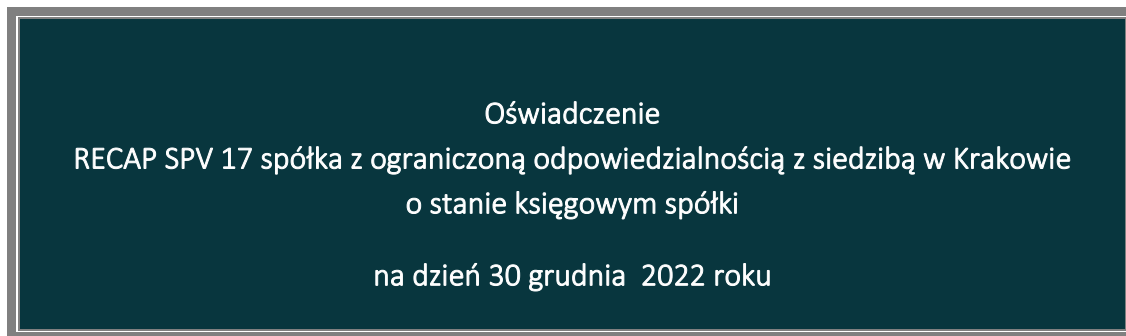 Oświadczenie
RECAP SPV 17 spółka z ograniczoną odpowiedzialnością z siedzibą w Krakowie
o stanie księgowym spółki
na dzień 30 grudnia  2022 roku